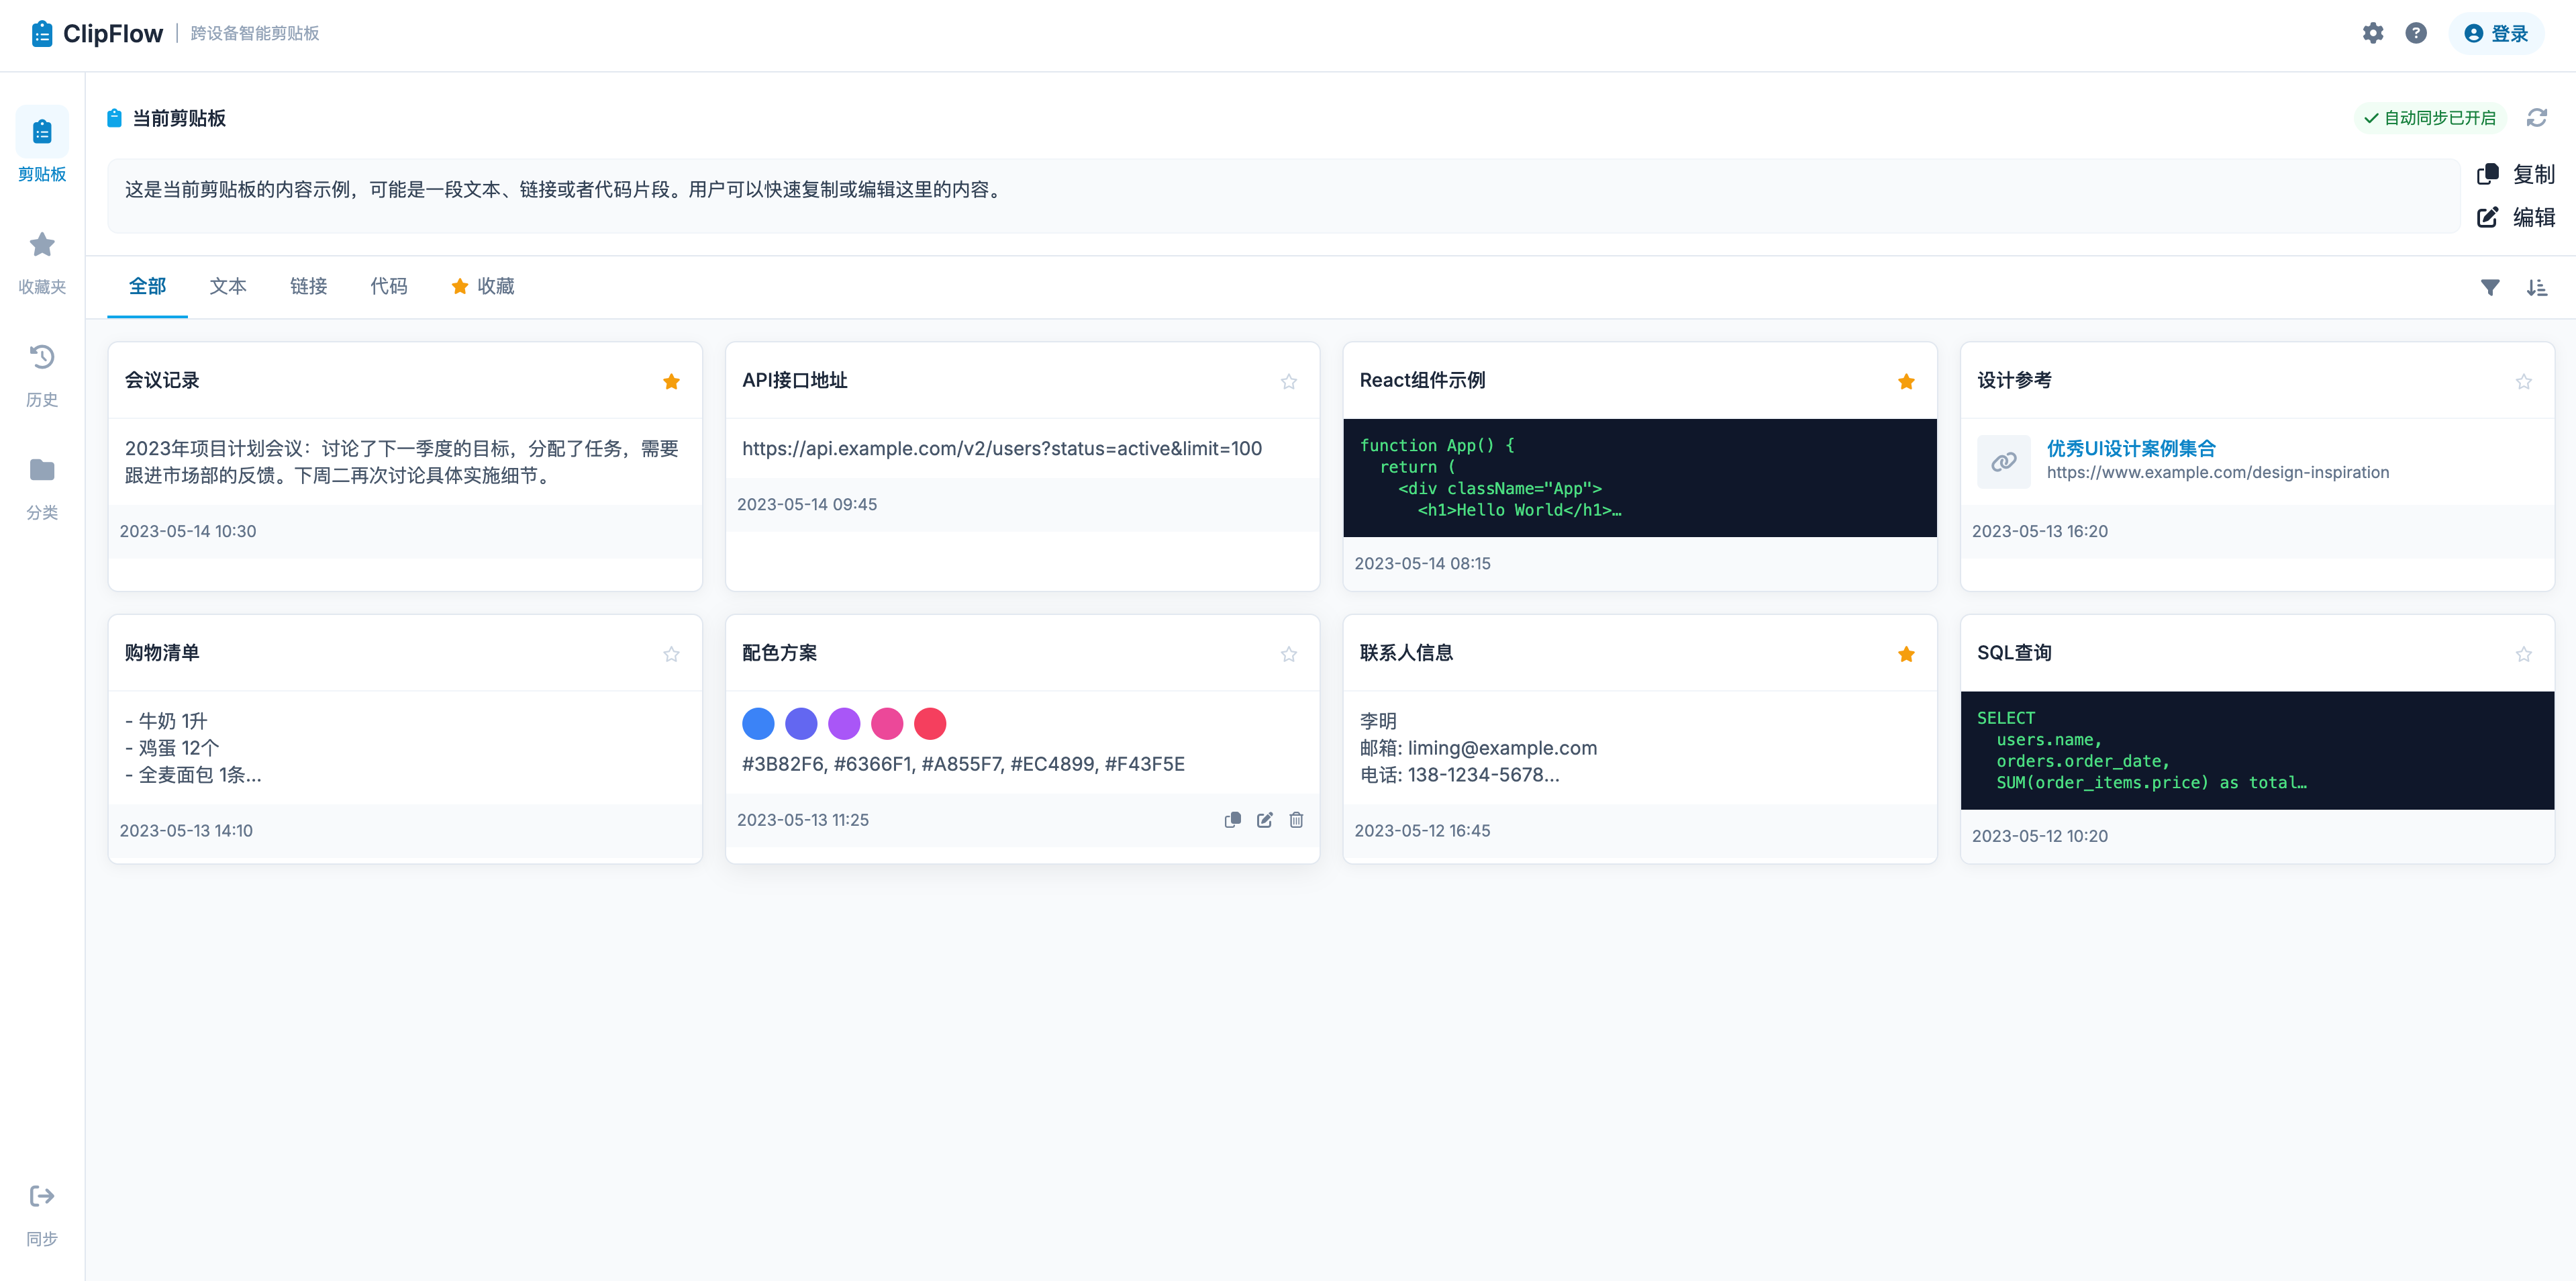 ClipFlow
跨设备智能剪贴板
登录
剪贴板
收藏夹
历史
分类
同步
当前剪贴板
自动同步已开启
这是当前剪贴板的内容示例，可能是一段文本、链接或者代码片段。用户可以快速复制或编辑这里的内容。
复制
编辑
全部
文本
链接
代码
收藏
会议记录
2023年项目计划会议：讨论了下一季度的目标，分配了任务，需要
跟进市场部的反馈。下周二再次讨论具体实施细节。
2023-05-14 10:30
API接口地址
https://api.example.com/v2/users?status=active&limit=100
2023-05-14 09:45
React组件示例
function App() {
  return (
    <div className="App">
      <h1>Hello World</h1>…
2023-05-14 08:15
设计参考
优秀UI设计案例集合
https://www.example.com/design-inspiration
2023-05-13 16:20
购物清单
- 牛奶 1升
- 鸡蛋 12个
- 全麦面包 1条...
2023-05-13 14:10
配色方案
#3B82F6, #6366F1, #A855F7, #EC4899, #F43F5E
2023-05-13 11:25
联系人信息
李明
邮箱: liming@example.com
电话: 138-1234-5678...
2023-05-12 16:45
SQL查询
SELECT
  users.name,
  orders.order_date,
  SUM(order_items.price) as total…
2023-05-12 10:20